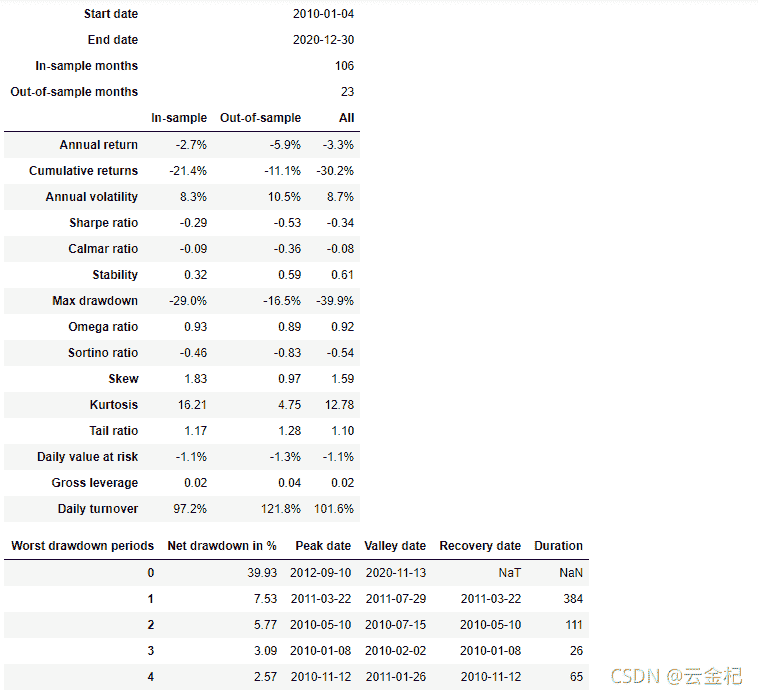 Start date 2010-01-04
End date 2020-12-30
In-sample months 106
Out-of-sample months 23
In-sample Out-of-sample All
Annual return -2.7% -5.9% -3.3%
Cumulative returns -21.4% -11.1% -30.2%
Annual volatility 8.3% 10.5% 8.7%
Sharpe ratio -0.29 -0.53 -0.34
Calmar ratio -0.09 -0.36 -0.08
Stability 0.32 0.59 0.61
Max drawdown -29.0% -16.5% -39.9%
Omega ratio 0.93 0.89 0.92
Sortino ratio -0.46 -0.83 -0.54
Skew 1.83 0.97 1.59
Kurtosis 16.21 4.75 12.78
Tail ratio 1.17 1.28 1.10
Daily value at risk -1.1% -1.3% -1.1%
Gross leverage 0.02 0.04 0.02
Daily turnover 97.2% 121.8% 101.6%
Worst drawdown periods Net drawdown in % Peak date Valley date Recovery date Duration
0 39.93 2012-09-10 2020-11-13 NaT NaN
1 7.53 2011-03-22 2011-07-29 2011-03-22 384
2 5.77 2010-05-10 2010-07-15 2010-05-10 111
3 3.09 2010-01-08 2010-02-02 2010-01-08 26
4 2.57 2010-11-12 2011-01-26 2010-11-12 65
CSDN @云金杞